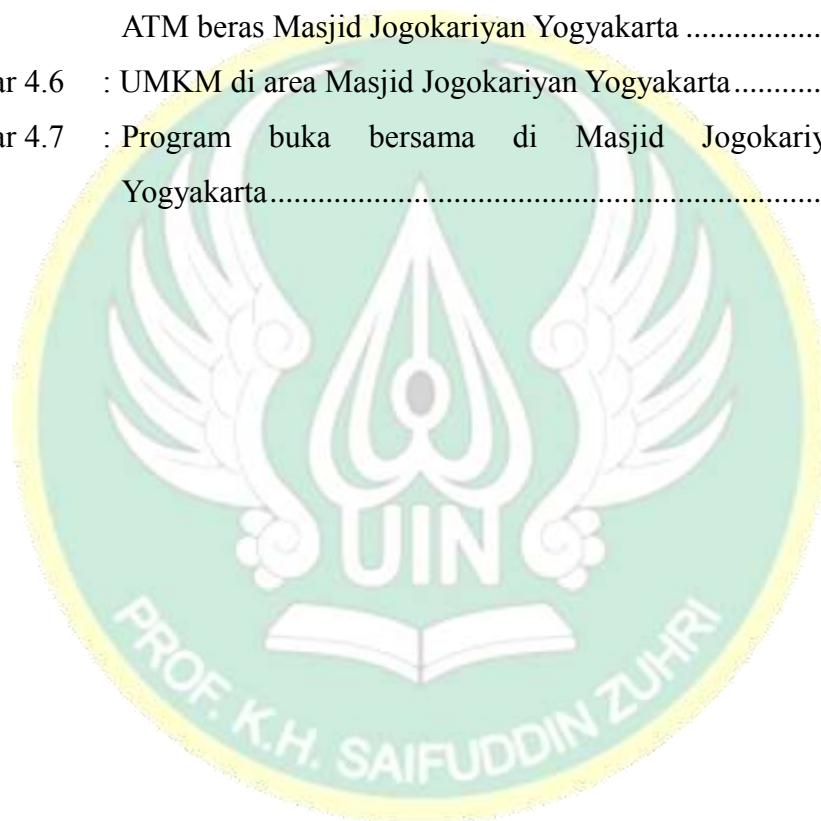 ATM beras Masjid Jogokariyan Yogyakarta ..................
ar 4.6 : UMKM di area Masjid Jogokariyan Yogyakarta ...........
ar 4.7 : Program buka bersama di Masjid Jogokariy
Yogyakarta......................................................................
UIN
PROF. K.H. SAIFUDDIN ZUHRI